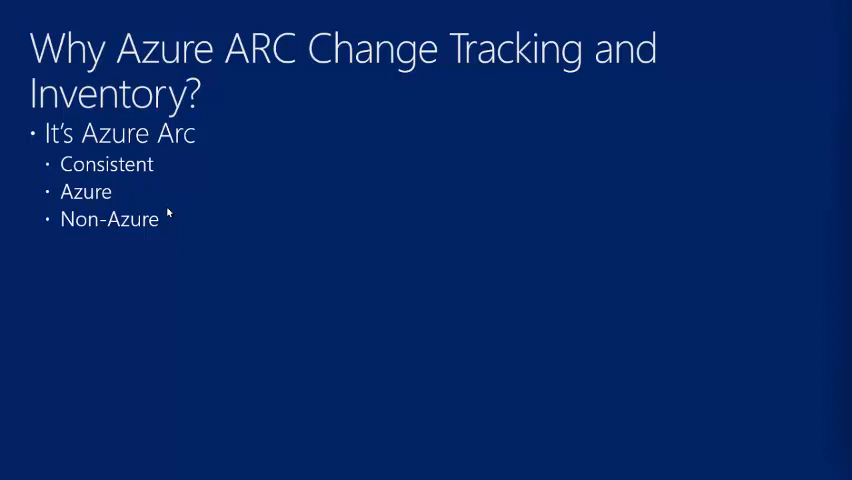 Why Azure ARC Change Tracking and
Inventory?
• It's Azure Arc
• Consistent
• Azure
• Non-Azure